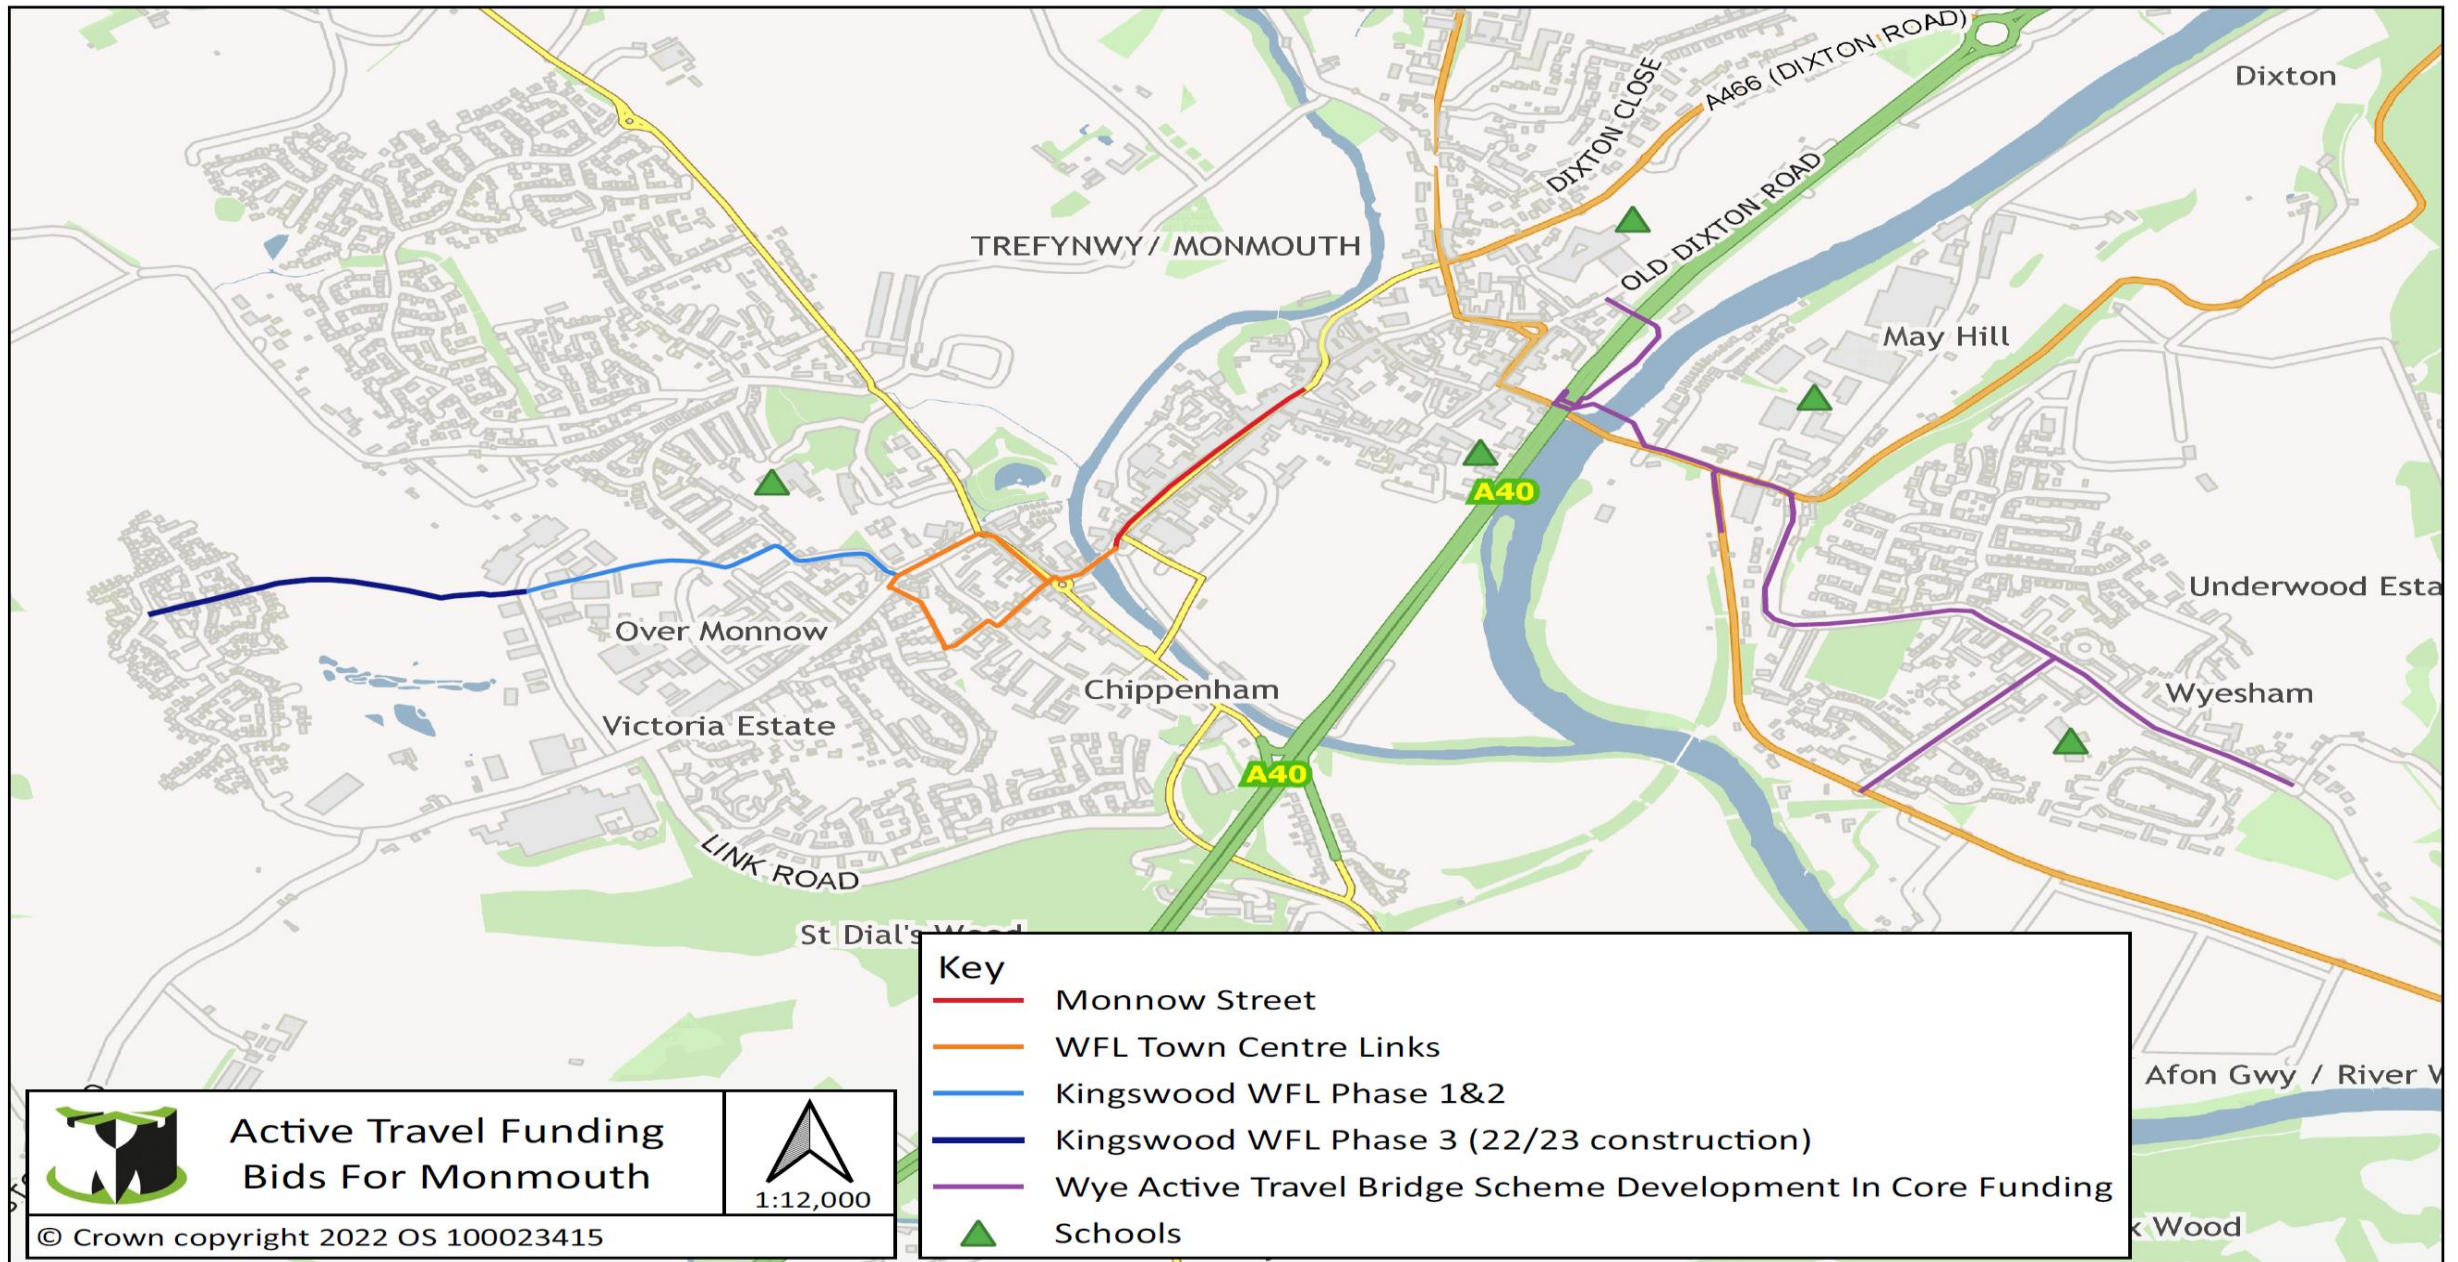 Dixton
A466 (DIXTON ROAD)
DIXTON CLOSE
OLD DIXTON ROAD
TREFYNWY/ MONMOUTH
May Hill
A40
Underwood Esta
Over Monnow
Wyesham
Chippenham
Victoria Estate
A40
LINK ROAD
St Dial's Wood
Afon Gwy / River W
k Wood
Key
Monnow Street
WFL Town Centre Links
Kingswood WFL Phase 1&2
Kingswood WFL Phase 3 (22/23 construction)
Wye Active Travel Bridge Scheme Development In Core Funding
Schools
Active Travel Funding
Bids For Monmouth
1:12,000
© Crown copyright 2022 OS 100023415